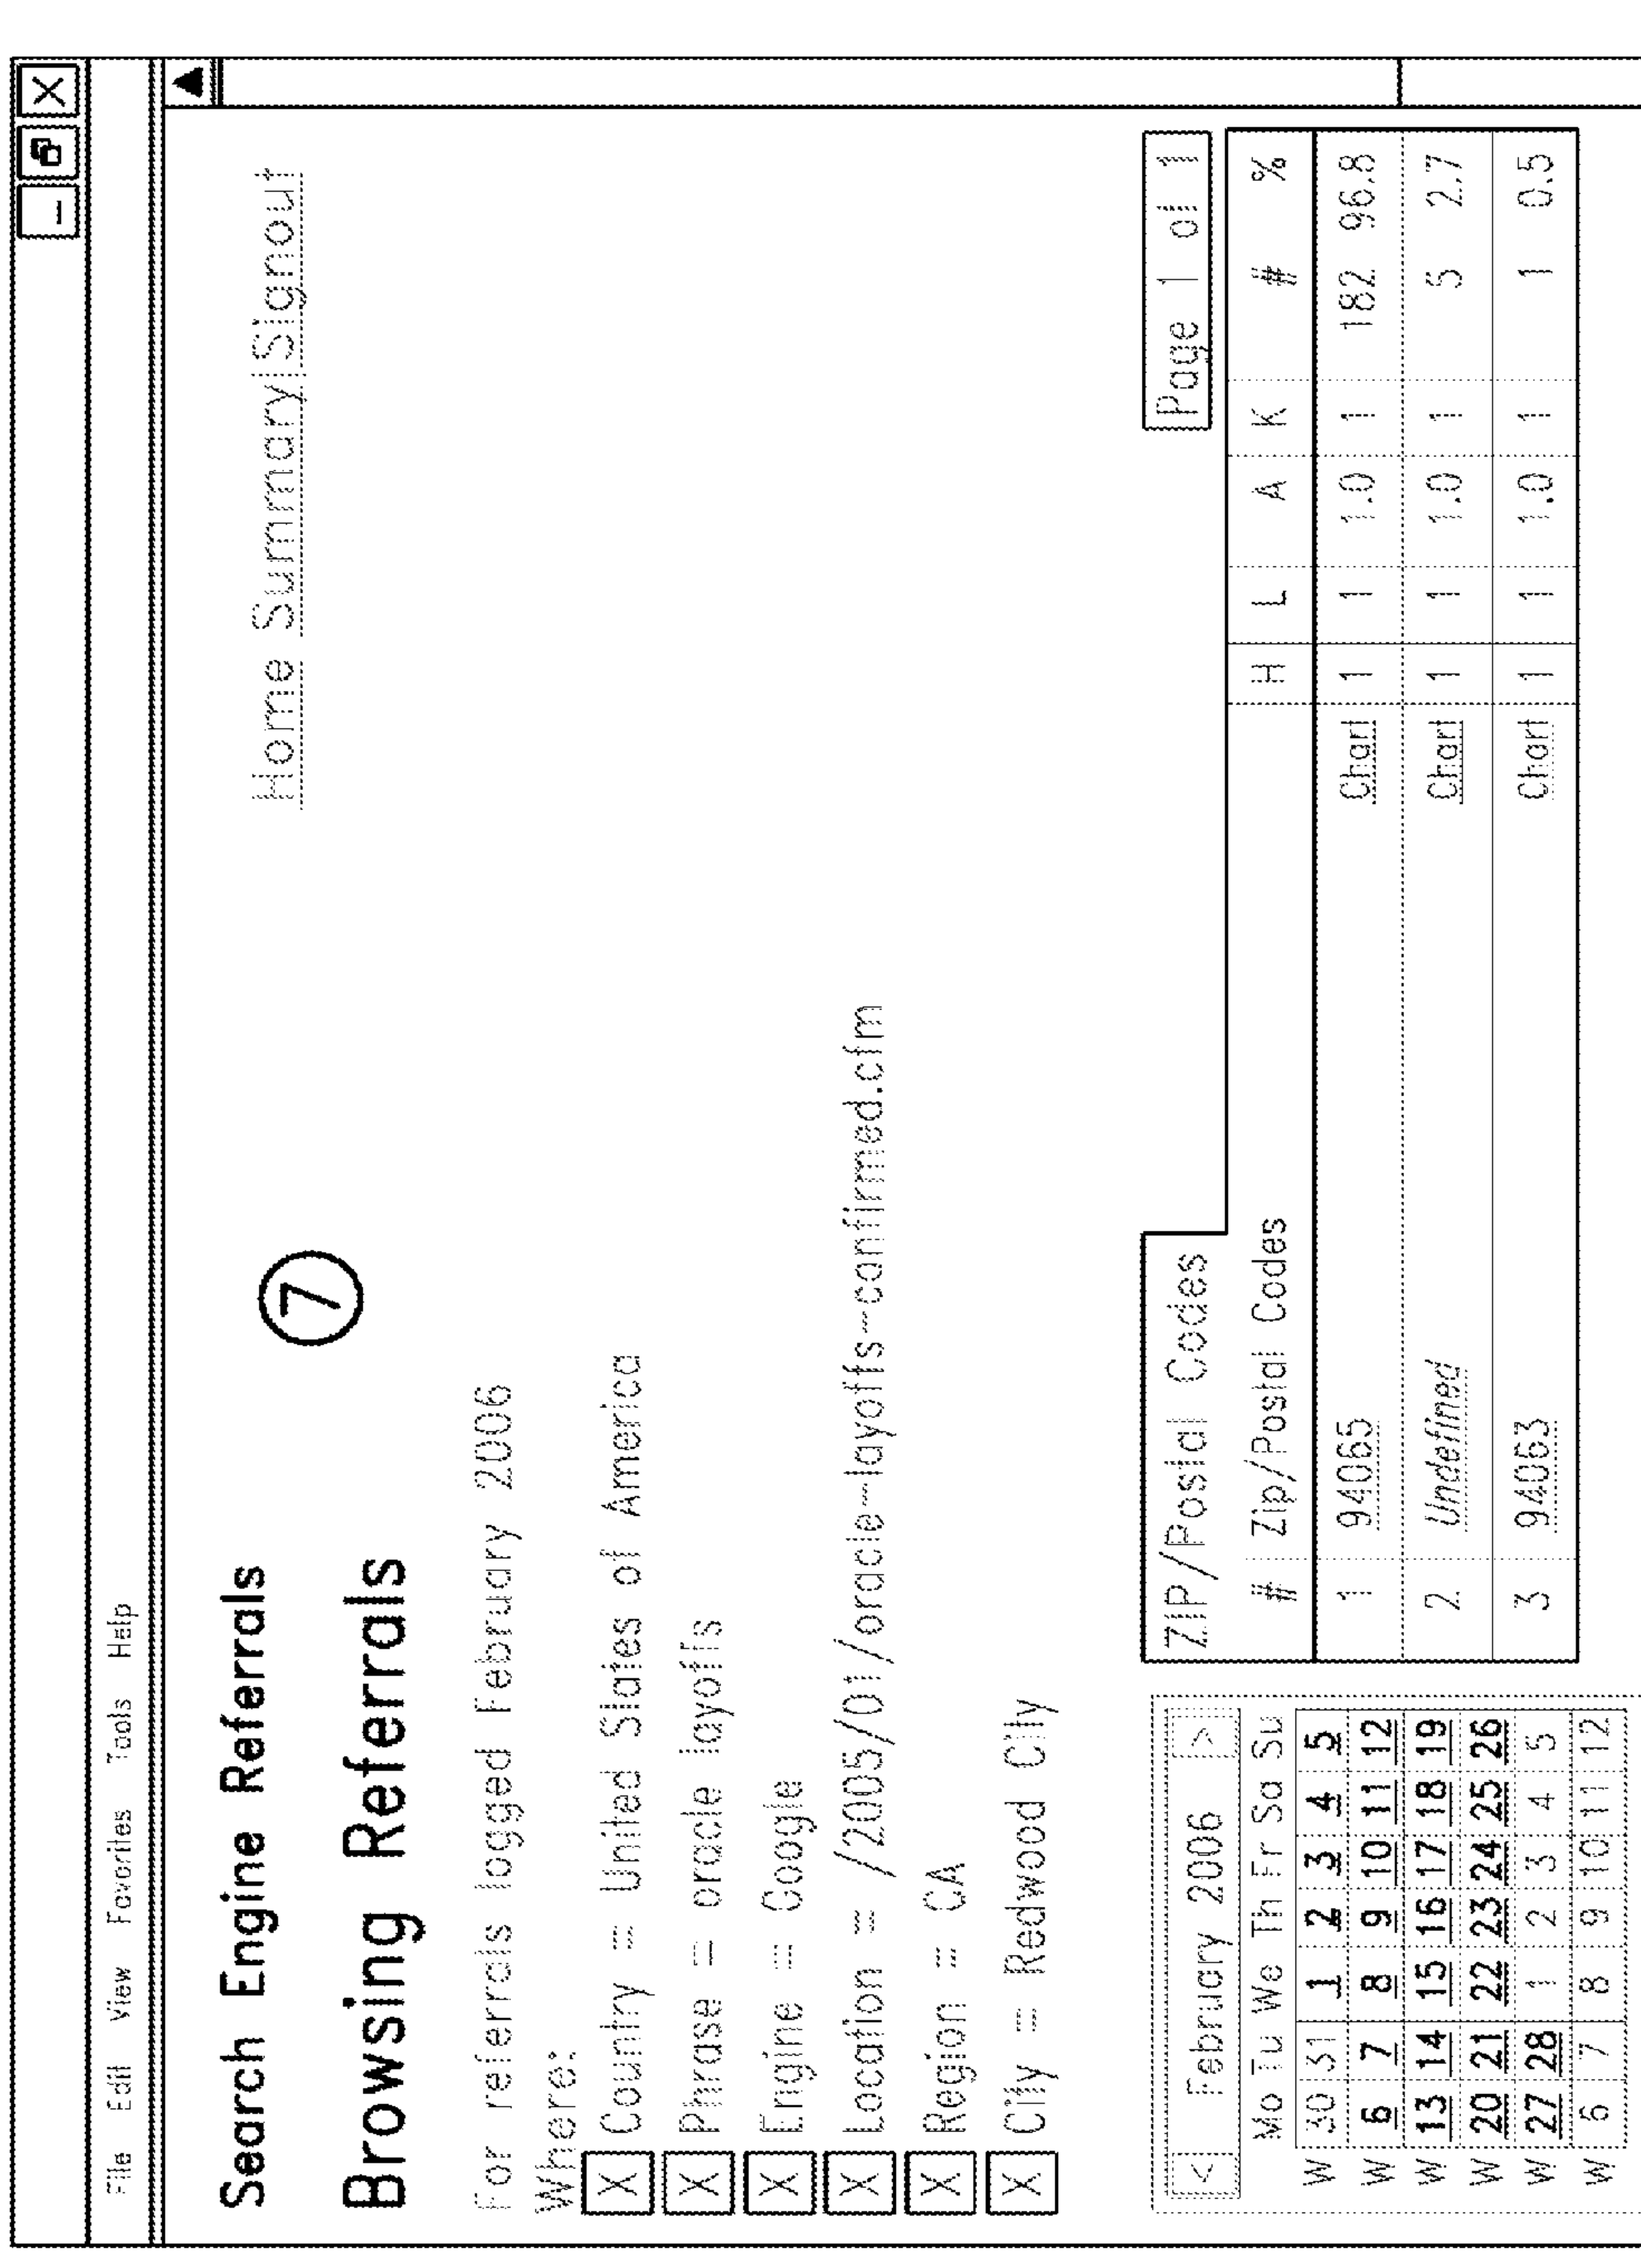 File Edit View Favorites Tools Help
Search Engine Referrals
Home Summary Signout
7
Browsing Referrals
For referrals logged February 2006
Where:
X Country = United States of America
X Phrase = oracle layoffs
X Engine = Google
X Location = /2005/01/oracle-layoffs-confirmed.cfm
X Region = CA
X City = Redwood City
< February 2006 >
Mo Tu We Th Fr Sa Su
W 30 31 1 2 3 4 5
W 6 7 8 9 10 11 12
W 13 14 15 16 17 18 19
W 20 21 22 23 24 25 26
W 27 28 1 2 3 4 5
W 6 7 8 9 10 11 12
ZIP/Postal Codes Page 1 of 1
# Zip/Postal Codes H L A K # %
1 94065 Chart 1 1 1.0 1 182 96.8
2 Undefined Chart 1 1 1.0 1 5 2.7
3 94063 Chart 1 1 1.0 1 1 0.5